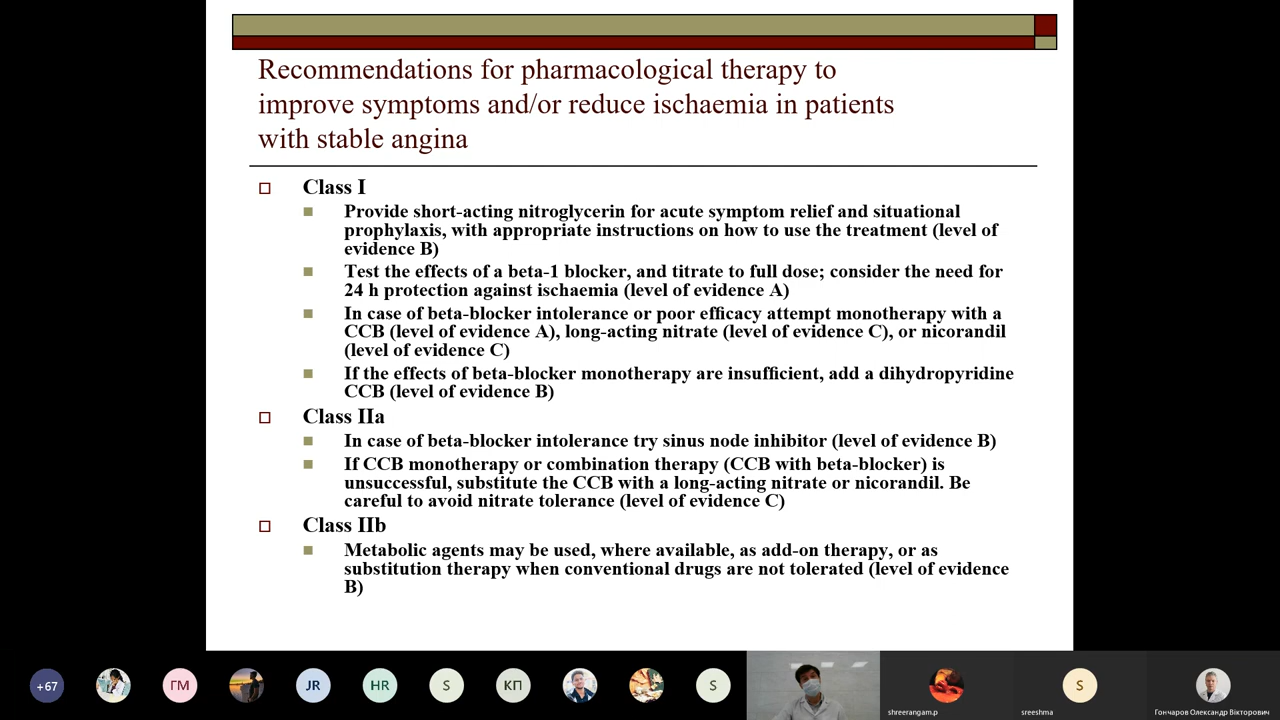 Recommendations for pharmacological therapy to
improve symptoms and/or reduce ischaemia in patients
with stable angina
Class I
Provide short-acting nitroglycerin for acute symptom relief and situational
prophylaxis, with appropriate instructions on how to use the treatment (level of
evidence B)
Test the effects of a beta-1 blocker, and titrate to full dose; consider the need for
24 h protection against ischaemia (level of evidence A)
In case of beta-blocker intolerance or poor efficacy attempt monotherapy with a
CCB (level of evidence A), long-acting nitrate (level of evidence C), or nicorandil
(level of evidence C)
If the effects of beta-blocker monotherapy are insufficient, add a dihydropyridine
CCB (level of evidence B)
Class IIa
In case of beta-blocker intolerance try sinus node inhibitor (level of evidence B)
If CCB monotherapy or combination therapy (CCB with beta-blocker) is
unsuccessful, substitute the CCB with a long-acting nitrate or nicorandil. Be
careful to avoid nitrate tolerance (level of evidence C)
Class IIb
Metabolic agents may be used, where available, as add-on therapy, or as
substitution therapy when conventional drugs are not tolerated (level of evidence
B)
+67
ГМ
JR
HR
S
КП
S
S
shreerangam.p
sreeshma
Гончаров Олександр Вікторович